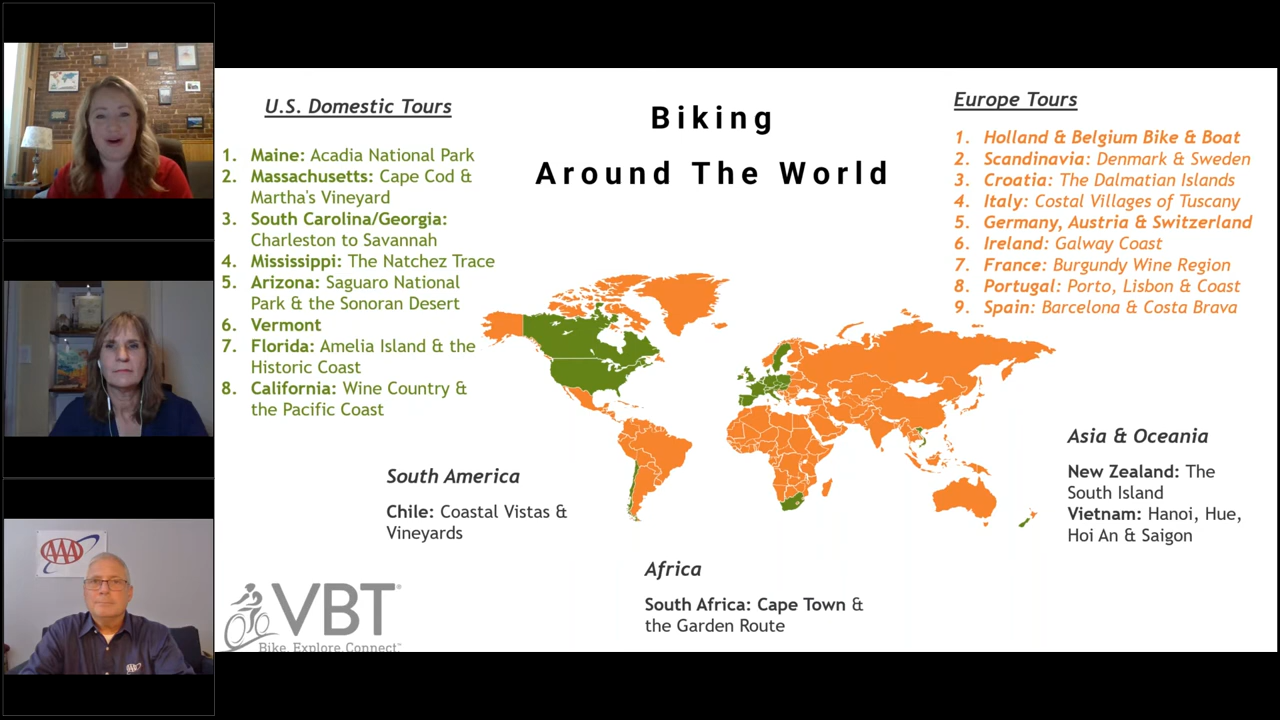 U.S. Domestic Tours
1. Maine: Acadia National Park
2. Massachusetts: Cape Cod &
Martha's Vineyard
3. South Carolina/Georgia:
Charleston to Savannah
4. Mississippi: The Natchez Trace
5. Arizona: Saguaro National
Park & the Sonoran Desert
6. Vermont
7. Florida: Amelia Island & the
Historic Coast
8. California: Wine Country &
the Pacific Coast
Biking
Around The World
Europe Tours
1. Holland & Belgium Bike & Boat
2. Scandinavia: Denmark & Sweden
3. Croatia: The Dalmatian Islands
4. Italy: Costal Villages of Tuscany
5. Germany, Austria & Switzerland
6. Ireland: Galway Coast
7. France: Burgundy Wine Region
8. Portugal: Porto, Lisbon & Coast
9. Spain: Barcelona & Costa Brava
South America
Chile: Coastal Vistas &
Vineyards
Africa
South Africa: Cape Town &
the Garden Route
Asia & Oceania
New Zealand: The
South Island
Vietnam: Hanoi, Hue,
Hoi An & Saigon
VBT®
Bike. Explore. Connect.™
AAA
AAA